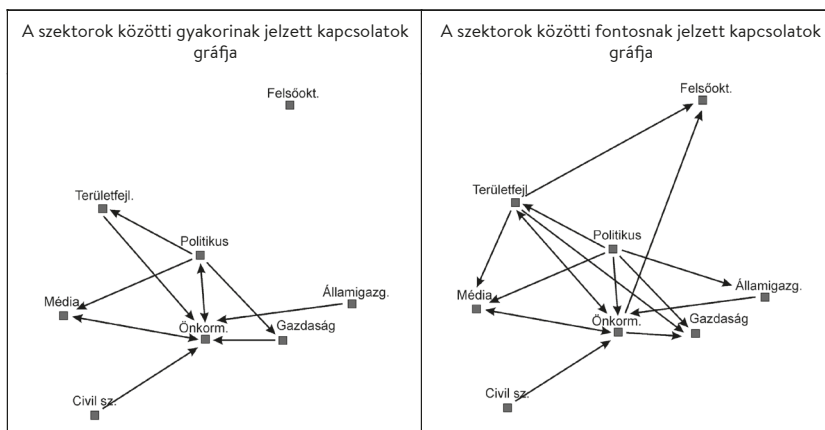 A szektorok közötti gyakorinak jelzett kapcsolatok
gráfja
Felsőokt.
Területfejl.
Politikus
Média
Államigazg.
Önkorm.
Gazdaság
Civil sz.
A szektorok közötti fontosnak jelzett kapcsolatok
gráfja
Felsőokt.
Területfejl
Politikus
Média
Államigazg.
Önkorm.
Gazdaság
Civil sz.